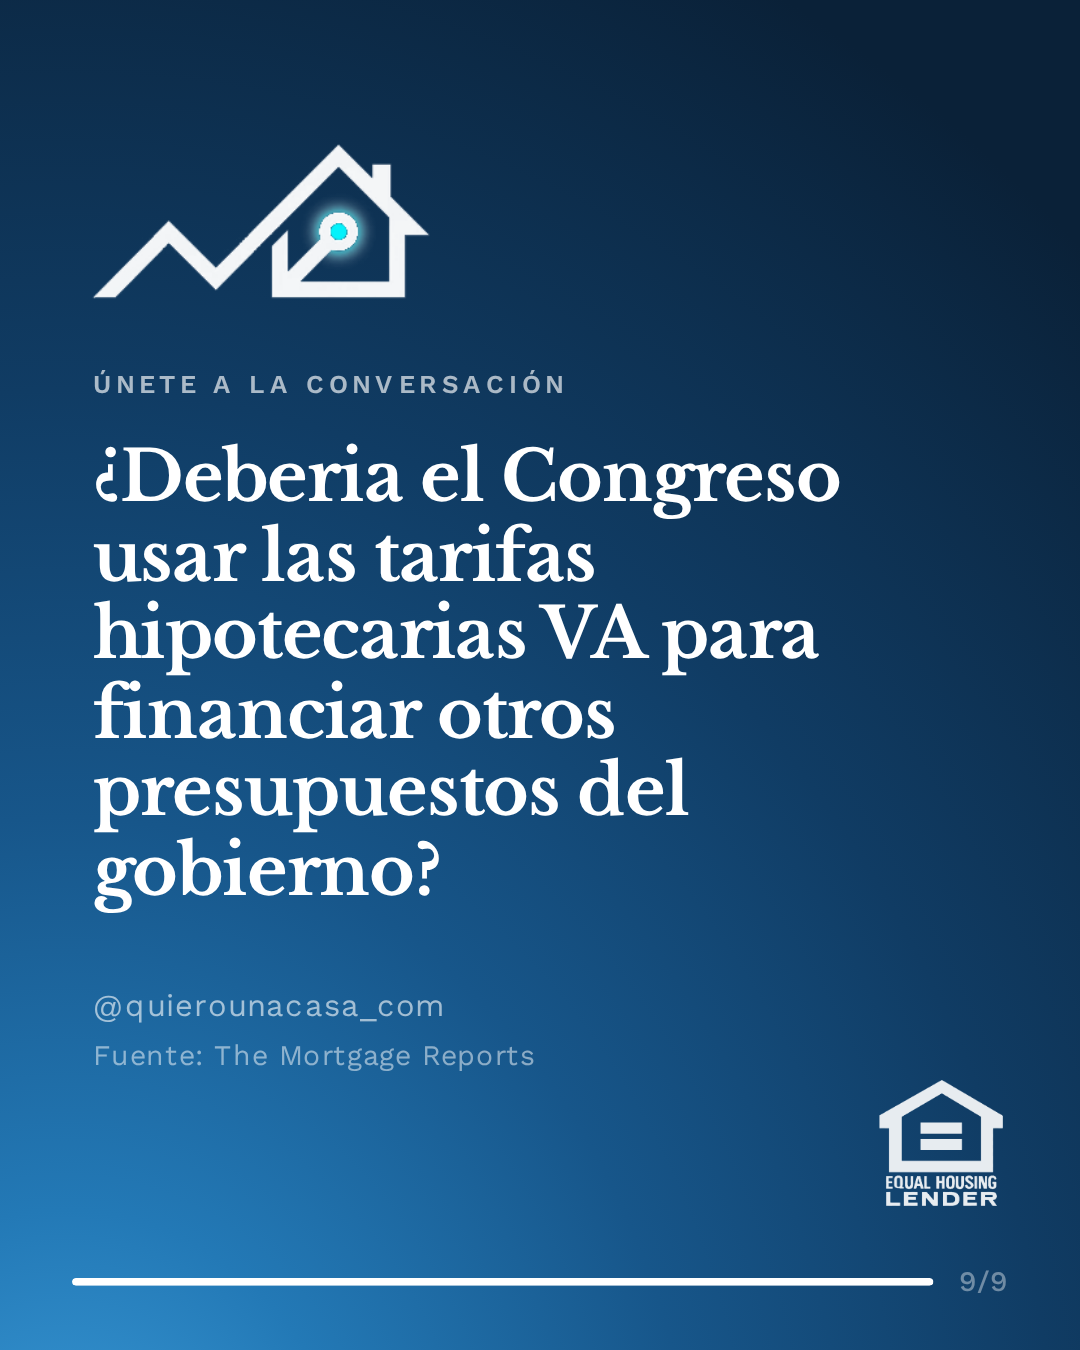 ÚNETE A LA CONVERSACIÓN
¿Deberia el Congreso
usar las tarifas
hipotecarias VA para
financiar otros
presupuestos del
gobierno?
@quierounacasa_com
Fuente: The Mortgage Reports
EQUAL HOUSING
LENDER
9/9